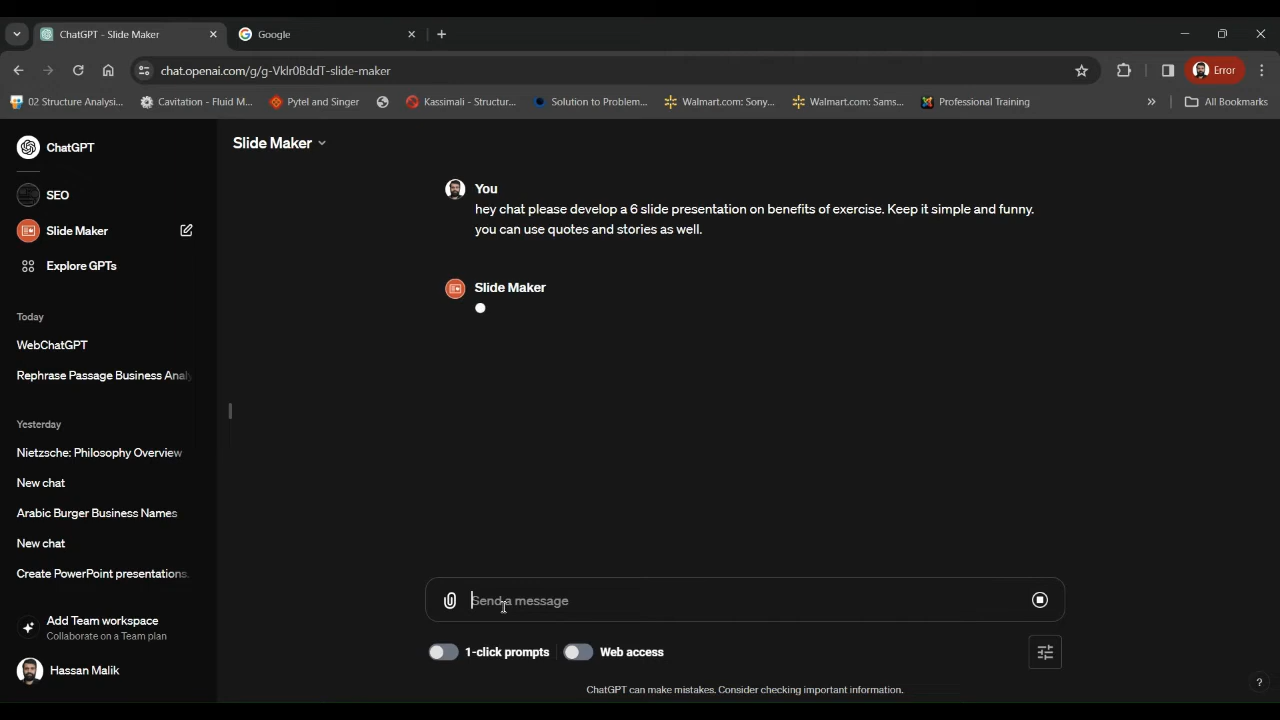 ChatGPT - Slide Maker
Google
chat.openai.com/g/g-VkIr0BddT-slide-maker
Error
02 Structure Analysi...
Cavitation - Fluid M...
Pytel and Singer
Kassimali - Structur...
Solution to Problem...
Walmart.com: Sony...
Walmart.com: Sams...
Professional Training
All Bookmarks
ChatGPT
SEO
Slide Maker
Explore GPTs
Today
WebChatGPT
Rephrase Passage Business Analy
Yesterday
Nietzsche: Philosophy Overview
New chat
Arabic Burger Business Names
New chat
Create PowerPoint presentations.
Add Team workspace
Collaborate on a Team plan
Hassan Malik
Slide Maker
You
hey chat please develop a 6 slide presentation on benefits of exercise. Keep it simple and funny.
you can use quotes and stories as well.
Slide Maker
Send a message
1-click prompts
Web access
ChatGPT can make mistakes. Consider checking important information.
?